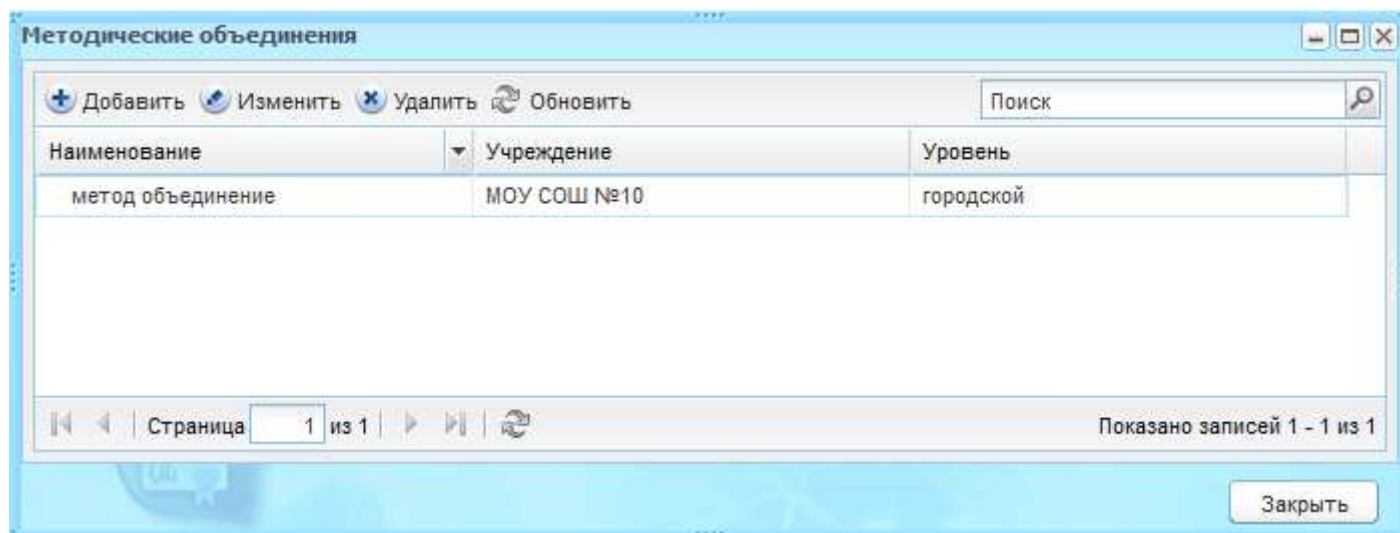 Методические объединения
Добавить Изменить Удалить Обновить Поиск
Наименование Учреждение Уровень
метод объединение МОУ СОШ №10 городской
Страница 1 из 1 Показано записей 1 - 1 из 1
Закрыть